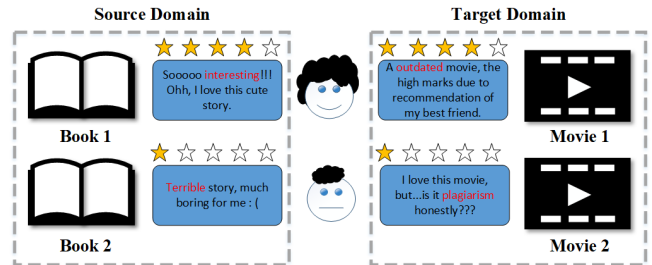 Source Domain
Target Domain
Sooooo interesting!!!
Ohh, I love this cute
story.
Book 1
A outdated movie, the
high marks due to
recommendation of
my best friend.
Movie 1
Terrible story, much
boring for me : (
Book 2
I love this movie,
but...is it plagiarism
honestly???
Movie 2